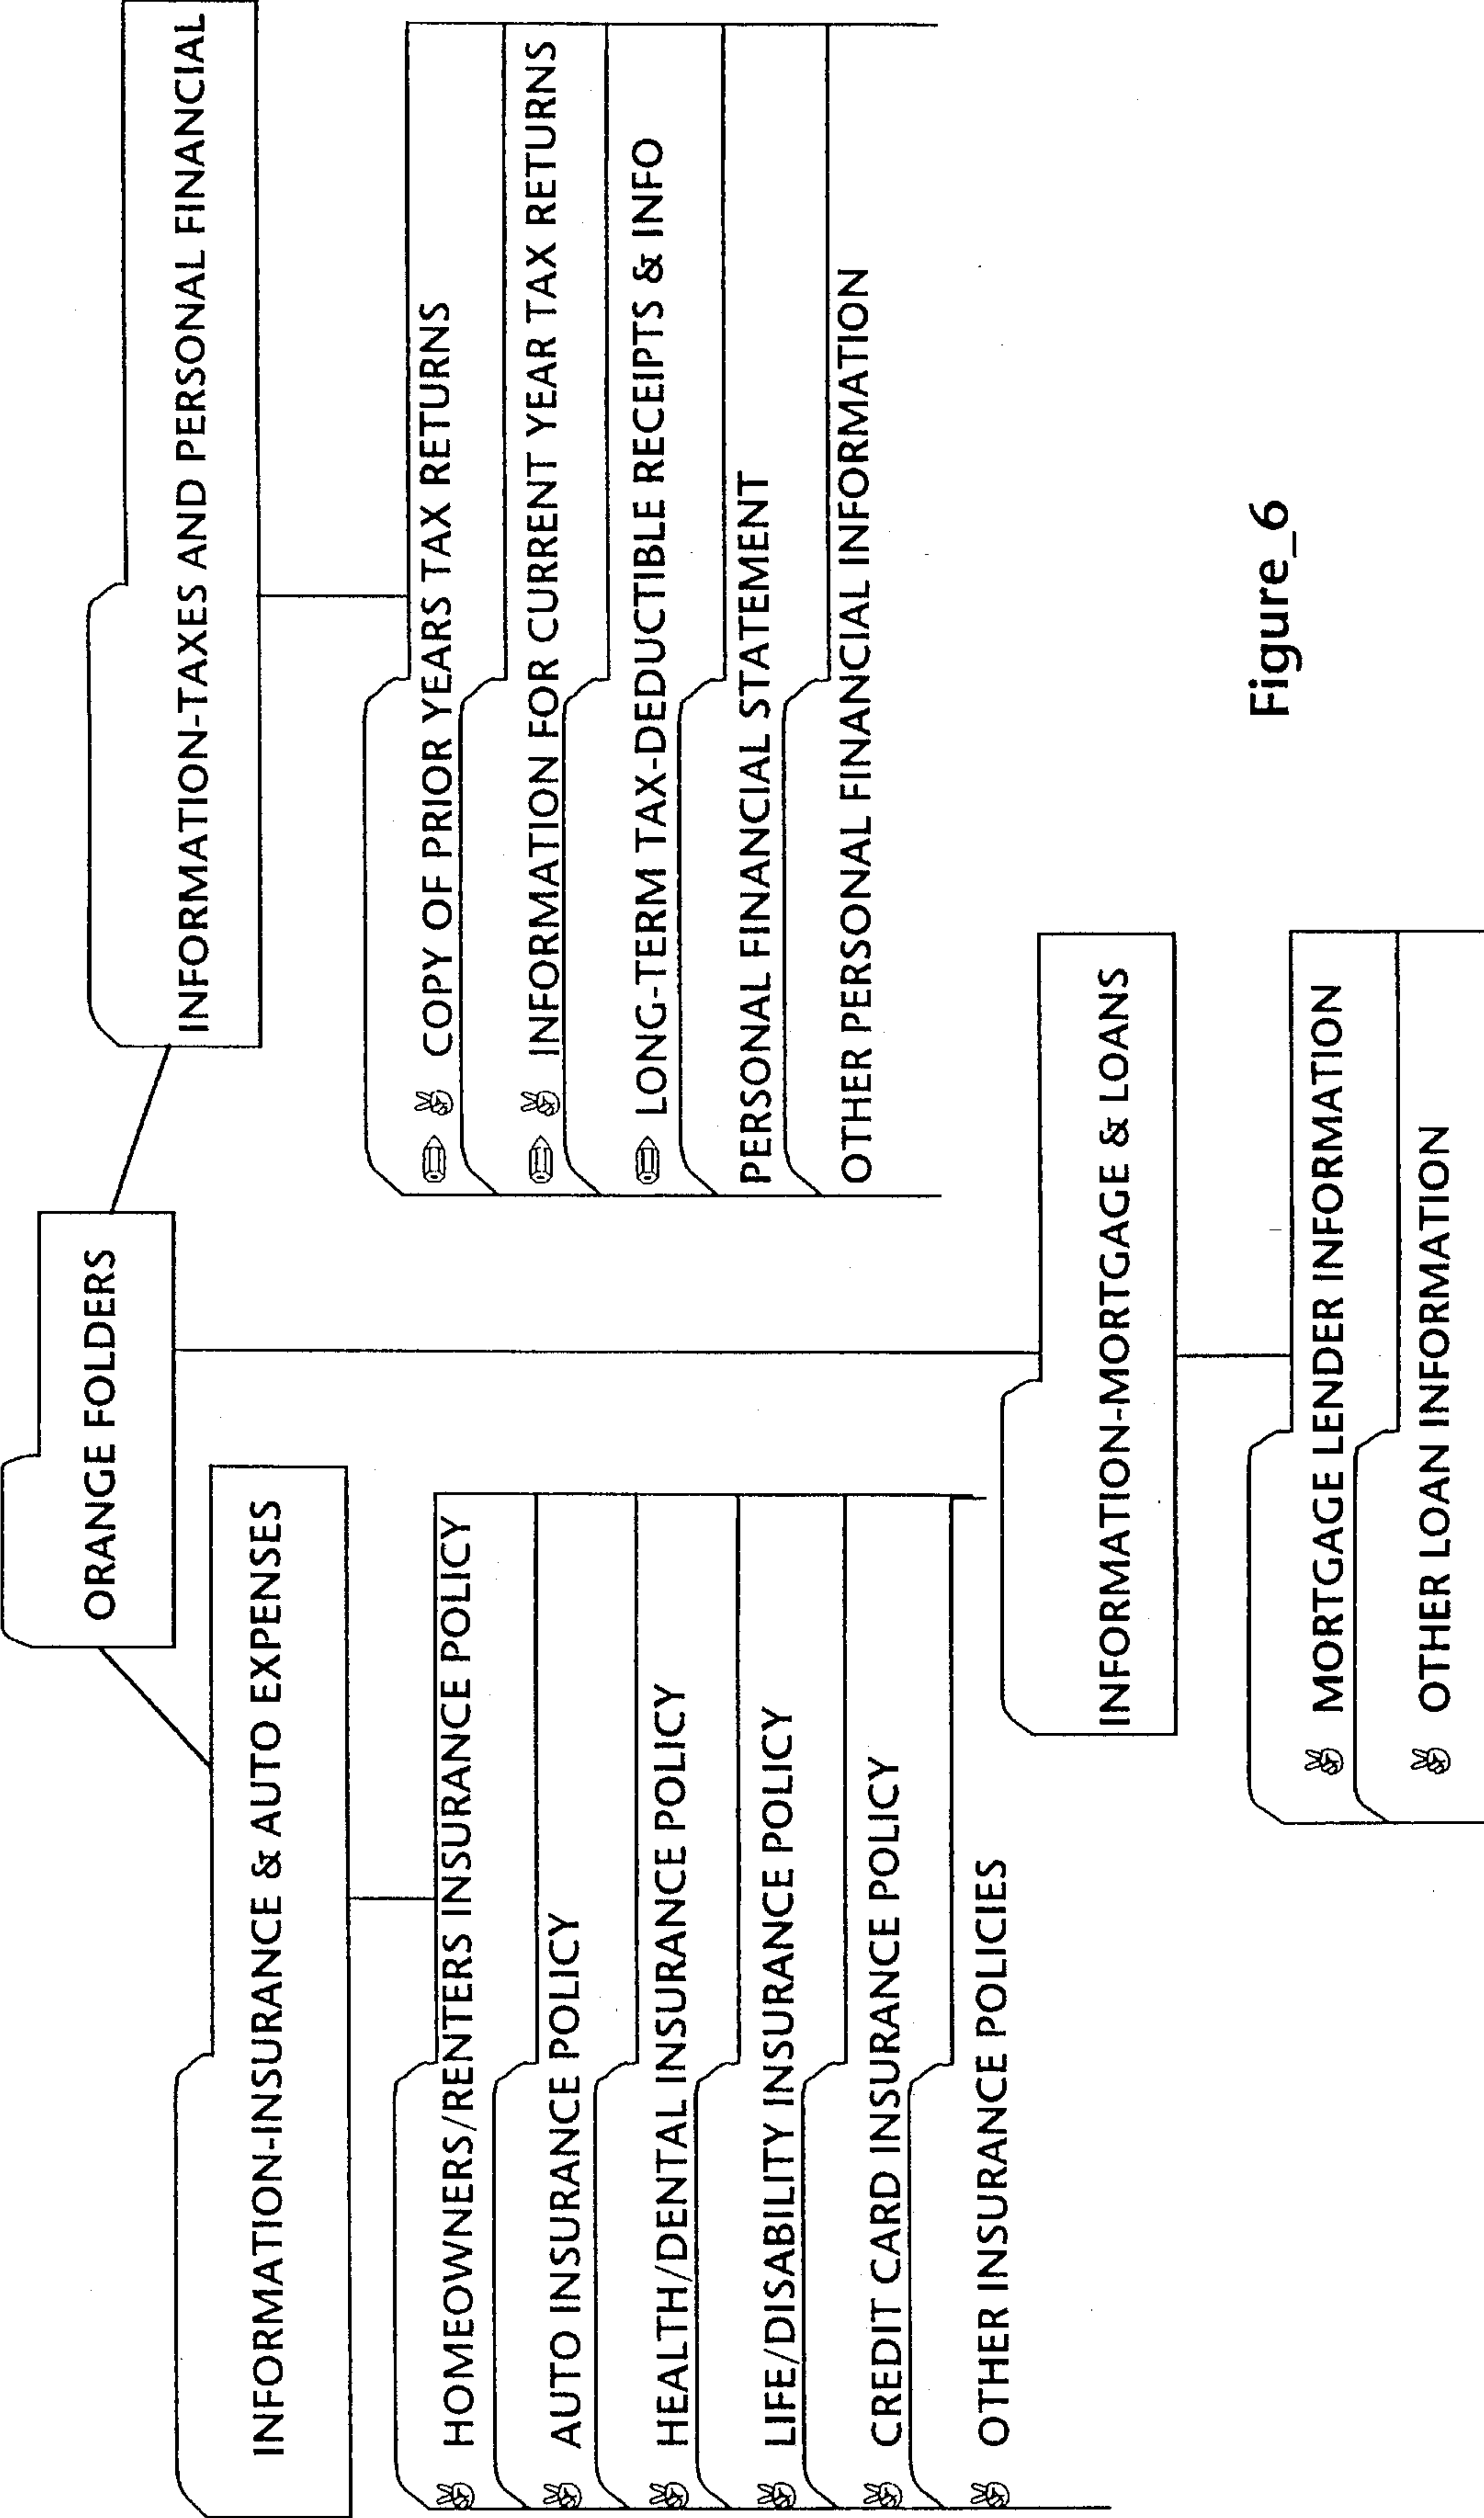 ORANGE FOLDERS
INFORMATION-INSURANCE & AUTO EXPENSES
HOMEOWNERS/RENTERS INSURANCE POLICY
AUTO INSURANCE POLICY
HEALTH/DENTAL INSURANCE POLICY
LIFE/DISABILITY INSURANCE POLICY
CREDIT CARD INSURANCE POLICY
OTHER INSURANCE POLICIES
INFORMATION-TAXES AND PERSONAL FINANCIAL
COPY OF PRIOR YEARS TAX RETURNS
INFORMATION FOR CURRENT YEAR TAX RETURNS
LONG-TERM TAX-DEDUCTIBLE RECEIPTS & INFO
PERSONAL FINANCIAL STATEMENT
OTHER PERSONAL FINANCIAL INFORMATION
INFORMATION-MORTGAGE & LOANS
MORTGAGE LENDER INFORMATION
OTHER LOAN INFORMATION
Figure_6